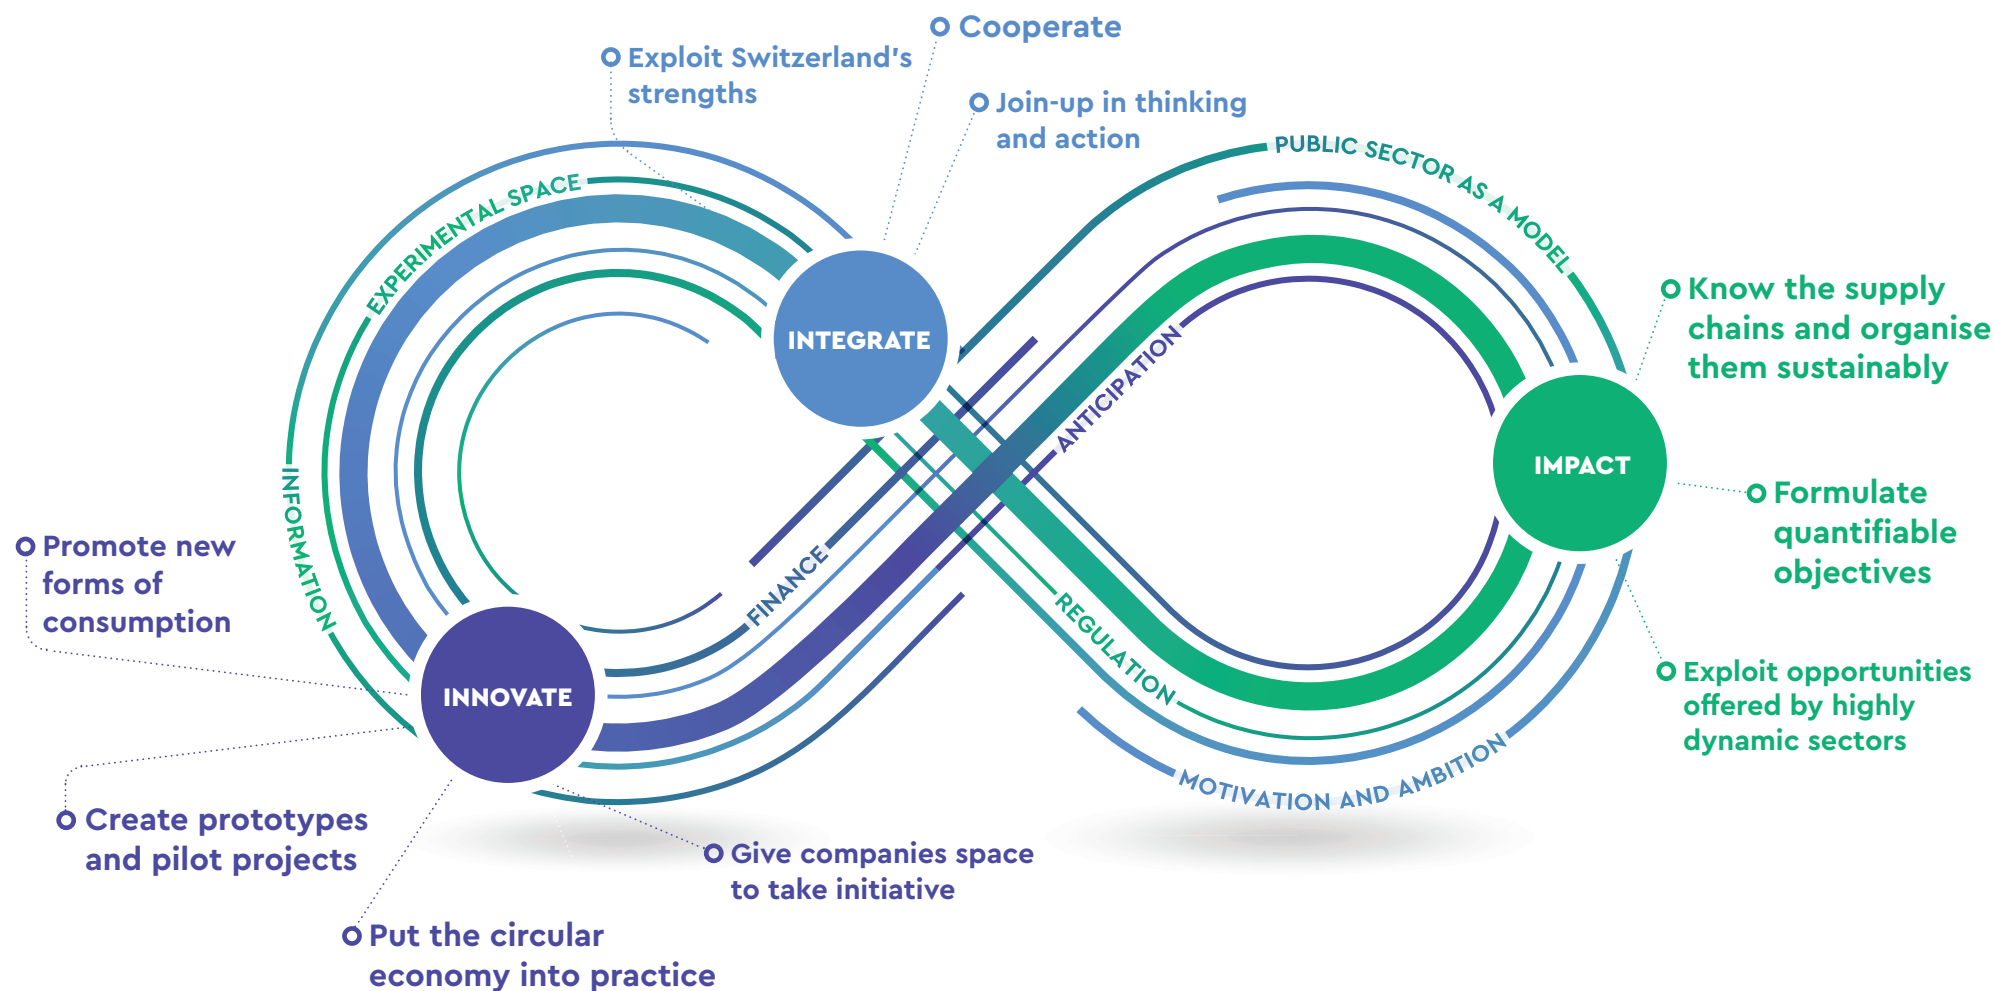 Cooperate
Exploit Switzerland's
strengths
Join-up in thinking
and action
PUBLIC SECTOR AS A MODEL
EXPERIMENTAL SPACE
INTEGRATE
Know the supply
chains and organise
them sustainably
ANTICIPATION
IMPACT
INFORMATION
Formulate
quantifiable
objectives
Promote new
forms of
consumption
FINANCE
REGULATION
INNOVATE
Exploit opportunities
offered by highly
dynamic sectors
MOTIVATION AND AMBITION
Create prototypes
and pilot projects
Give companies space
to take initiative
Put the circular
economy into practice